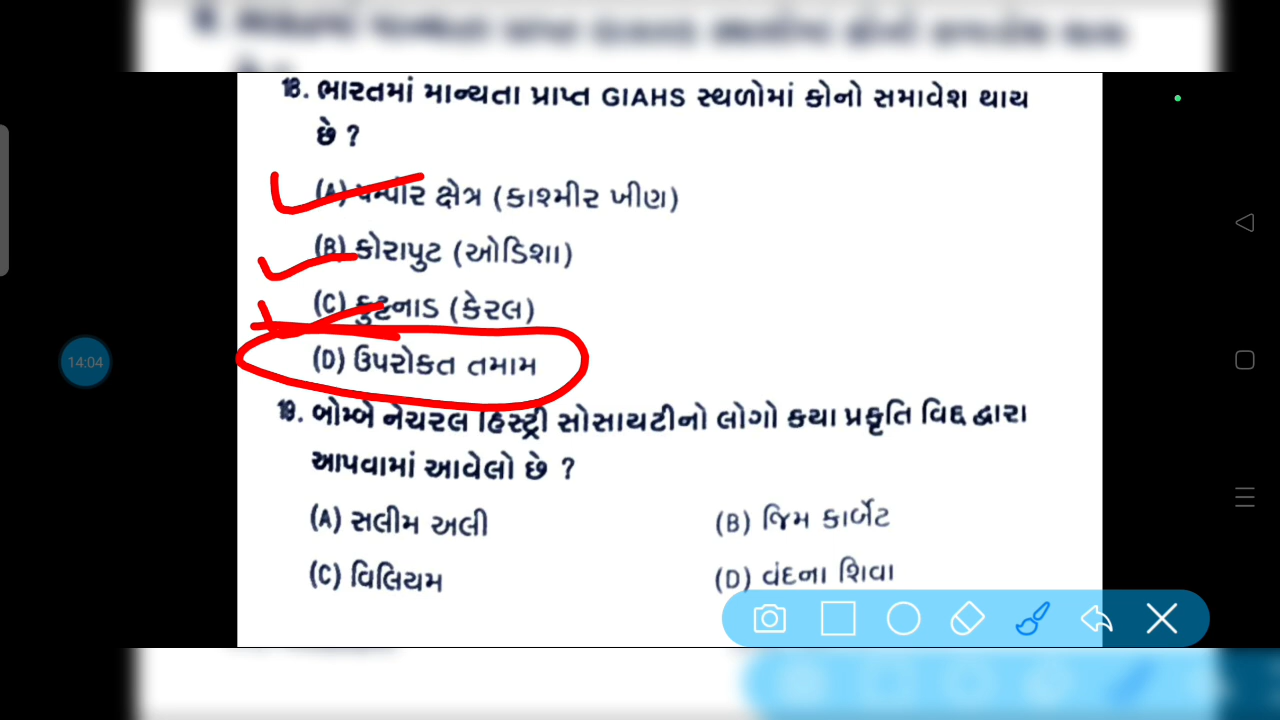 18. ભારતમાં માન્યતા પ્રાપ્ત GIAHS સ્થળોમાં કોનો સમાવેશ થાય
છે ?
(A) પમ્પોર ક્ષેત્ર (કાશ્મીર ખીણ)
(B) કોરાપુટ (ઓડિશા)
(C) કુટ્ટનાડ (કેરલ)
(D) ઉપરોકત તમામ
19. બોમ્બે નેચરલ હિસ્ટ્રી સોસાયટીનો લોગો કયા પ્રકૃતિ વિદ્દ દ્વારા
આપવામાં આવેલો છે ?
(A) સલીમ અલી (B) જિમ કાર્બેટ
(C) વિલિયમ (D) વંદના શિવા
14:04